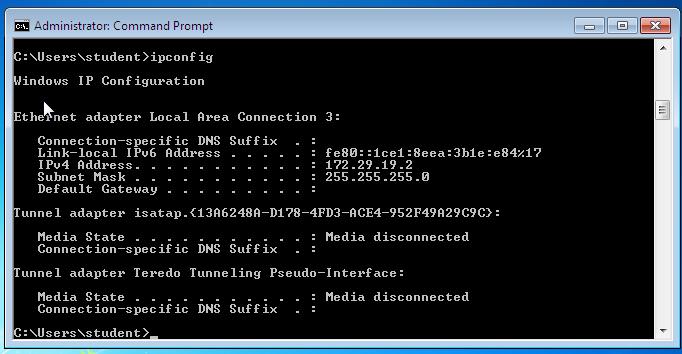 Administrator: Command Prompt
C:\Users\student>ipconfig
Windows IP Configuration
Ethernet adapter Local Area Connection 3:
Connection-specific DNS Suffix  . :
Link-local IPv6 Address . . . . . : fe80::1ce1:8eea:3b1e:e84%17
IPv4 Address. . . . . . . . . . . : 172.29.19.2
Subnet Mask . . . . . . . . . . . : 255.255.255.0
Default Gateway . . . . . . . . . :
Tunnel adapter isatap.{13A6248A-D178-4FD3-ACE4-952F49A29C9C}:
Media State . . . . . . . . . . . : Media disconnected
Connection-specific DNS Suffix  . :
Tunnel adapter Teredo Tunneling Pseudo-Interface:
Media State . . . . . . . . . . . : Media disconnected
Connection-specific DNS Suffix  . :
C:\Users\student>_